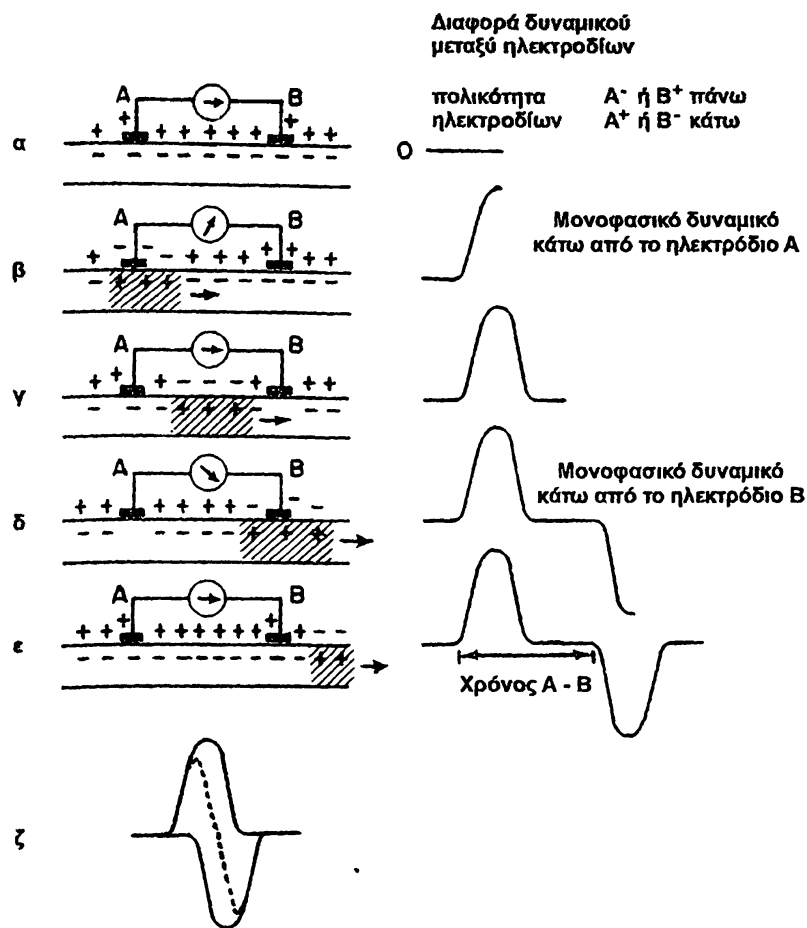 Διαφορά δυναμικού
μεταξύ ηλεκτροδίων
πολικότητα A⁻ ή B⁺ πάνω
ηλεκτροδίων A⁺ ή B⁻ κάτω
A B
+ + + + + + + + + + + +
α
- - - - - - - - - - -
0
A B
β
Μονοφασικό δυναμικό
κάτω από το ηλεκτρόδιο A
A B
γ
A B
δ
Μονοφασικό δυναμικό
κάτω από το ηλεκτρόδιο B
A B
ε
Χρόνος A - B
ζ